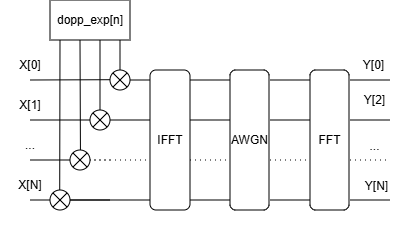 dopp_exp[n]
X[0]
Y[0]
X[1]
Y[2]
IFFT
AWGN
FFT
...
...
X[N]
Y[N]